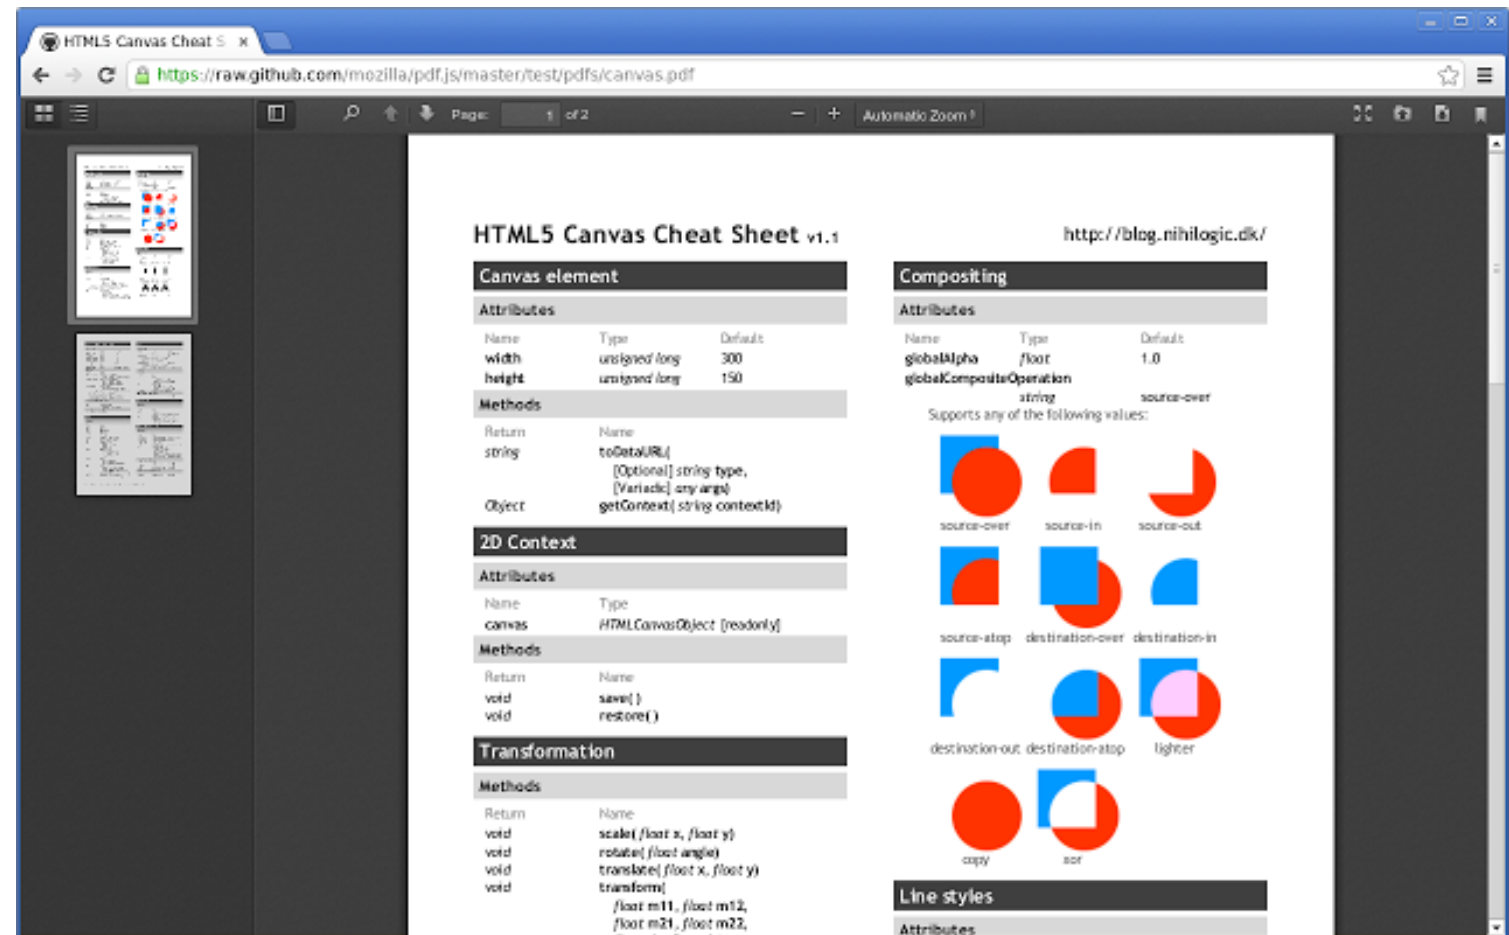 HTML5 Canvas Cheat S
https://raw.github.com/mozilla/pdf.js/master/test/pdfs/canvas.pdf
Page: 1 of 2
Automatic Zoom
HTML5 Canvas Cheat Sheet v1.1
http://blog.nihilogic.dk/
Canvas element
Attributes
Name Type Default
width unsigned long 300
height unsigned long 150
Methods
Return Name
string toDataURL(
[Optional] string type,
[Variadic] any args)
Object getContext( string contextId)
2D Context
Attributes
Name Type
canvas HTMLCanvasObject [readonly]
Methods
Return Name
void save( )
void restore( )
Transformation
Methods
Return Name
void scale( float x, float y)
void rotate( float angle)
void translate( float x, float y)
void transform(
float m11, float m12,
float m21, float m22,
Compositing
Attributes
Name Type Default
globalAlpha float 1.0
globalCompositeOperation
string source-over
Supports any of the following values:
source-over source-in source-out
source-atop destination-over destination-in
destination-out destination-atop lighter
copy xor
Line styles
Attributes